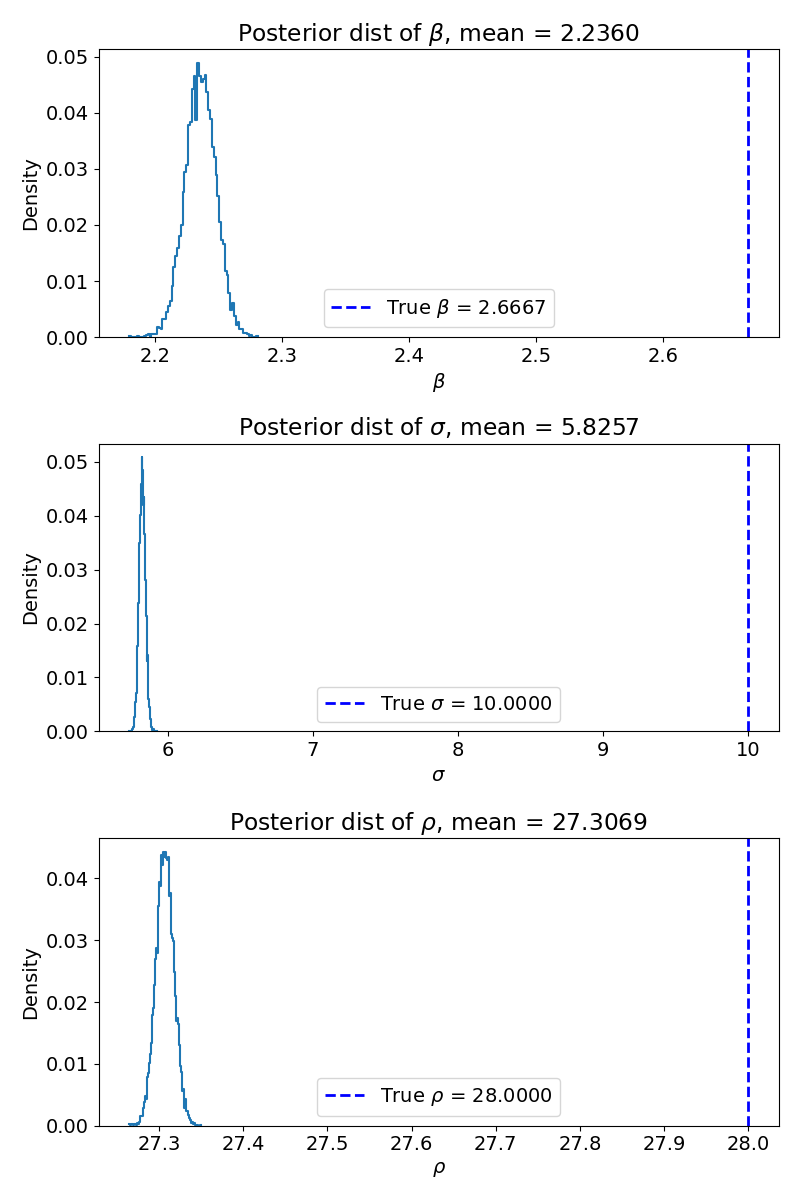 Posterior dist of β, mean = 2.2360
0.05
0.04
0.03
0.02
0.01
0.00
Density
True β = 2.6667
2.2 2.3 2.4 2.5 2.6
β
Posterior dist of σ, mean = 5.8257
0.05
0.04
0.03
0.02
0.01
0.00
Density
True σ = 10.0000
6 7 8 9 10
σ
Posterior dist of ρ, mean = 27.3069
0.04
0.03
0.02
0.01
0.00
Density
True ρ = 28.0000
27.3 27.4 27.5 27.6 27.7 27.8 27.9 28.0
ρ